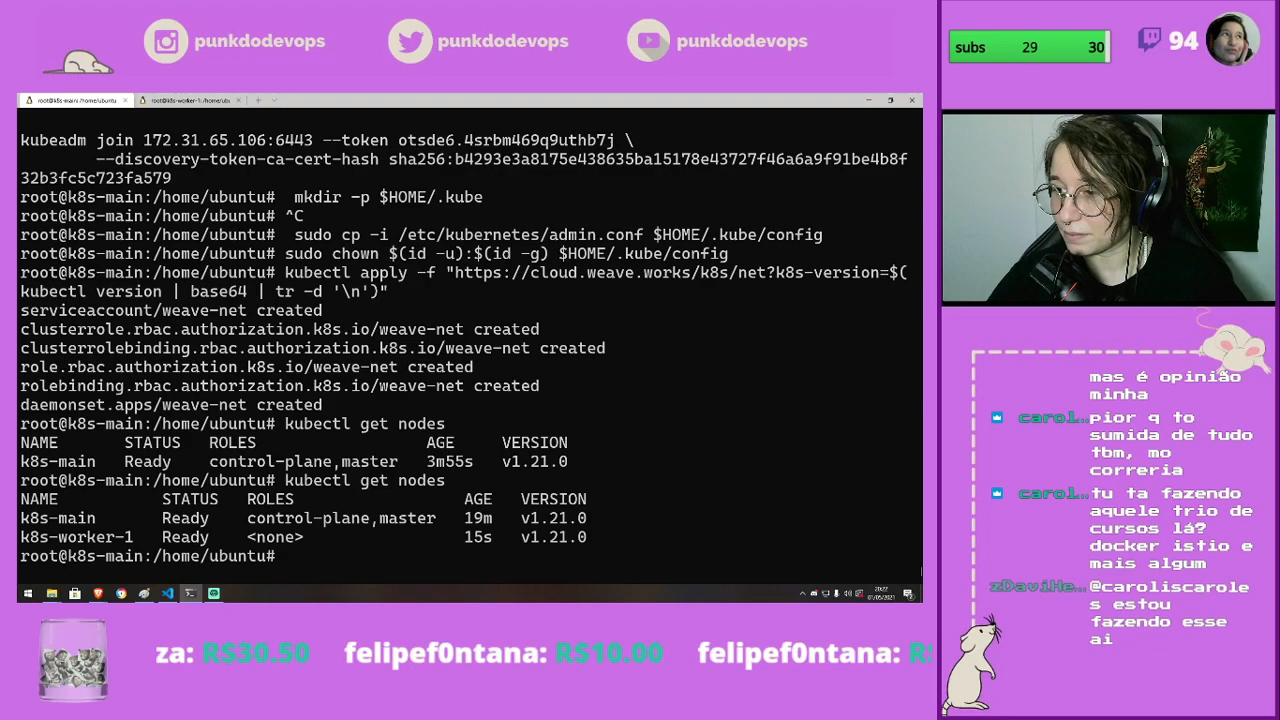 punkdodevops
punkdodevops
punkdodevops
subs 29 30
94
root@k8s-main: /home/ubuntu
root@k8s-worker-1: /home/ubu
kubeadm join 172.31.65.106:6443 --token otsde6.4srbm469q9uthb7j \
--discovery-token-ca-cert-hash sha256:b4293e3a8175e438635ba15178e43727f46a6a9f91be4b8f
32b3fc5c723fa579
root@k8s-main:/home/ubuntu#  mkdir -p $HOME/.kube
root@k8s-main:/home/ubuntu# ^C
root@k8s-main:/home/ubuntu#  sudo cp -i /etc/kubernetes/admin.conf $HOME/.kube/config
root@k8s-main:/home/ubuntu# sudo chown $(id -u):$(id -g) $HOME/.kube/config
root@k8s-main:/home/ubuntu# kubectl apply -f "https://cloud.weave.works/k8s/net?k8s-version=$(
kubectl version | base64 | tr -d '\n')"
serviceaccount/weave-net created
clusterrole.rbac.authorization.k8s.io/weave-net created
clusterrolebinding.rbac.authorization.k8s.io/weave-net created
role.rbac.authorization.k8s.io/weave-net created
rolebinding.rbac.authorization.k8s.io/weave-net created
daemonset.apps/weave-net created
root@k8s-main:/home/ubuntu# kubectl get nodes
NAME STATUS ROLES AGE VERSION
k8s-main Ready control-plane,master 3m55s v1.21.0
root@k8s-main:/home/ubuntu# kubectl get nodes
NAME STATUS ROLES AGE VERSION
k8s-main Ready control-plane,master 19m v1.21.0
k8s-worker-1 Ready <none> 15s v1.21.0
root@k8s-main:/home/ubuntu#
20:22
01/05/2021
mas é opinião
minha
carol… pior q to
sumida de tudo
tbm, mo
correria
carol… tu ta fazendo
aquele trio de
cursos lá?
docker istio e
mais algum
zDaviHe… @caroliscarole
s estou
fazendo esse
ai
za: R$30.50 felipef0ntana: R$10.00 felipef0ntana: R$